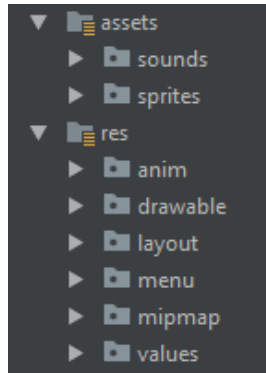 assets
sounds
sprites
res
anim
drawable
layout
menu
mipmap
values